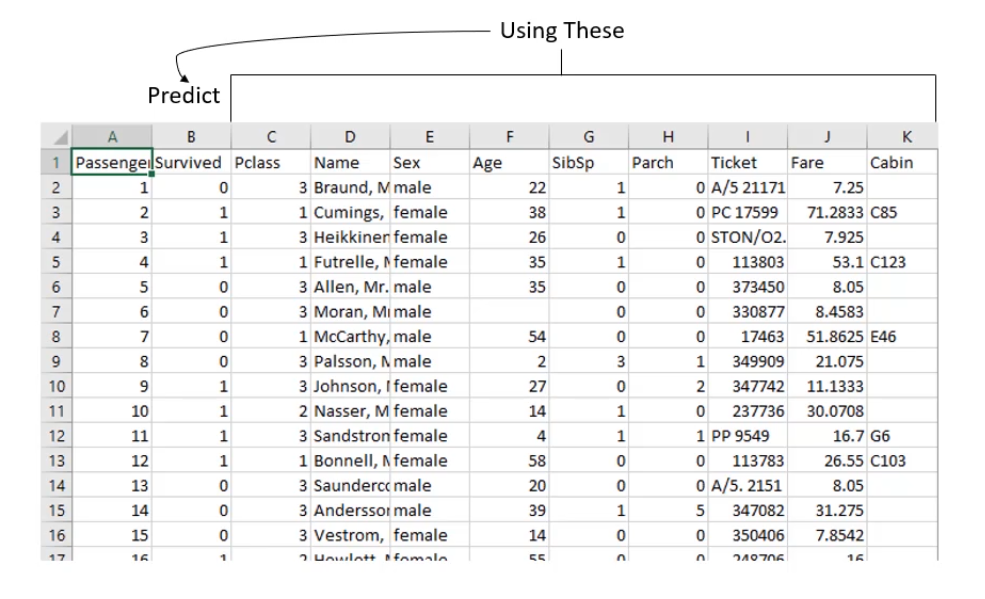 Using These
Predict
A B C D E F G H I J K
1 Passenger Survived Pclass Name Sex Age SibSp Parch Ticket Fare Cabin
2 1 0 3 Braund, M male 22 1 0 A/5 21171 7.25
3 2 1 1 Cumings, female 38 1 0 PC 17599 71.2833 C85
4 3 1 3 Heikkinen female 26 0 0 STON/O2. 7.925
5 4 1 1 Futrelle, M female 35 1 0 113803 53.1 C123
6 5 0 3 Allen, Mr. male 35 0 0 373450 8.05
7 6 0 3 Moran, Mr male 0 0 330877 8.4583
8 7 0 1 McCarthy, male 54 0 0 17463 51.8625 E46
9 8 0 3 Palsson, M male 2 3 1 349909 21.075
10 9 1 3 Johnson, female 27 0 2 347742 11.1333
11 10 1 2 Nasser, M female 14 1 0 237736 30.0708
12 11 1 3 Sandstrom female 4 1 1 PP 9549 16.7 G6
13 12 1 1 Bonnell, M female 58 0 0 113783 26.55 C103
14 13 0 3 Saunderco male 20 0 0 A/5. 2151 8.05
15 14 0 3 Andersson male 39 1 5 347082 31.275
16 15 0 3 Vestrom, female 14 0 0 350406 7.8542
17 16 1 2 Hewlett, female 55 0 0 248706 16